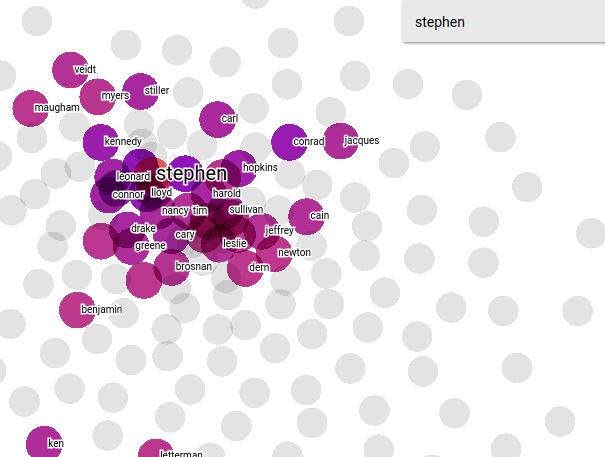 stephen
veidt
stiller
myers
maugham
carl
kennedy
conrad
jacques
hopkins
leonard
stephen
connor
lloyd
harold
nancy
tim
sullivan
cain
drake
cary
jeffrey
greene
leslie
newton
brosnan
dern
benjamin
ken
letterman